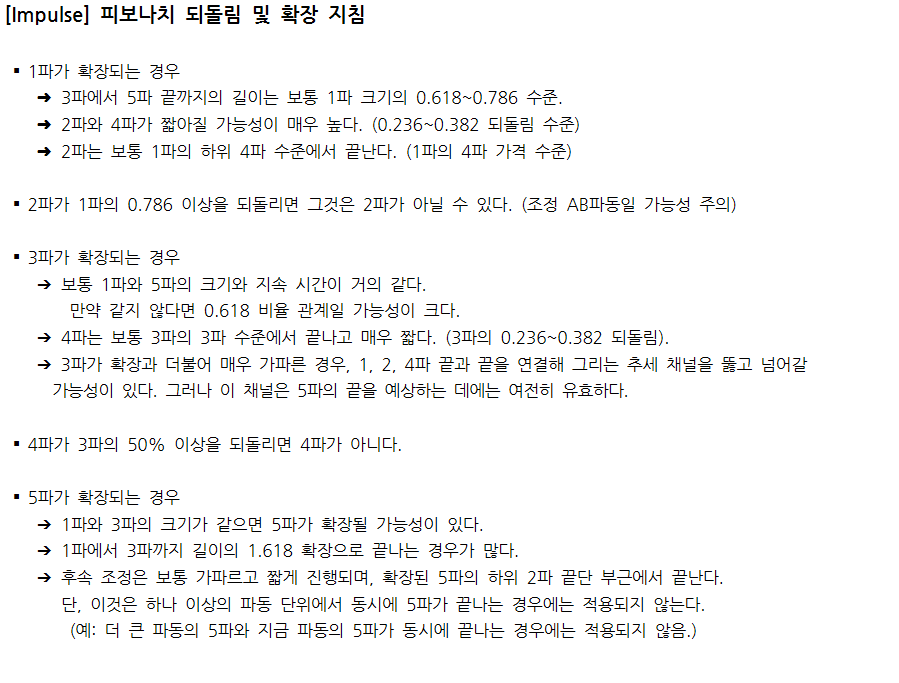 [Impulse] 피보나치 되돌림 및 확장 지침
▪ 1파가 확장되는 경우
➔ 3파에서 5파 끝까지의 길이는 보통 1파 크기의 0.618~0.786 수준.
➔ 2파와 4파가 짧아질 가능성이 매우 높다. (0.236~0.382 되돌림 수준)
➔ 2파는 보통 1파의 하위 4파 수준에서 끝난다. (1파의 4파 가격 수준)
▪ 2파가 1파의 0.786 이상을 되돌리면 그것은 2파가 아닐 수 있다. (조정 AB파동일 가능성 주의)
▪ 3파가 확장되는 경우
➔ 보통 1파와 5파의 크기와 지속 시간이 거의 같다.
만약 같지 않다면 0.618 비율 관계일 가능성이 크다.
➔ 4파는 보통 3파의 3파 수준에서 끝나고 매우 짧다. (3파의 0.236~0.382 되돌림).
➔ 3파가 확장과 더불어 매우 가파른 경우, 1, 2, 4파 끝과 끝을 연결해 그리는 추세 채널을 뚫고 넘어갈
가능성이 있다. 그러나 이 채널은 5파의 끝을 예상하는 데에는 여전히 유효하다.
▪ 4파가 3파의 50% 이상을 되돌리면 4파가 아니다.
▪ 5파가 확장되는 경우
➔ 1파와 3파의 크기가 같으면 5파가 확장될 가능성이 있다.
➔ 1파에서 3파까지 길이의 1.618 확장으로 끝나는 경우가 많다.
➔ 후속 조정은 보통 가파르고 짧게 진행되며, 확장된 5파의 하위 2파 끝단 부근에서 끝난다.
단, 이것은 하나 이상의 파동 단위에서 동시에 5파가 끝나는 경우에는 적용되지 않는다.
(예: 더 큰 파동의 5파와 지금 파동의 5파가 동시에 끝나는 경우에는 적용되지 않음.)